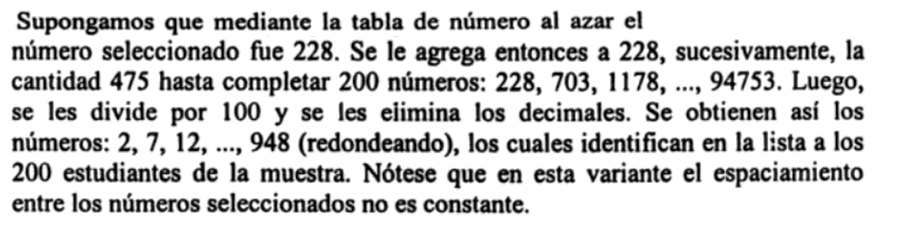 Supongamos que mediante la tabla de número al azar el
número seleccionado fue 228. Se le agrega entonces a 228, sucesivamente, la
cantidad 475 hasta completar 200 números: 228, 703, 1178, ..., 94753. Luego,
se les divide por 100 y se les elimina los decimales. Se obtienen así los
números: 2, 7, 12, ..., 948 (redondeando), los cuales identifican en la lista a los
200 estudiantes de la muestra. Nótese que en esta variante el espaciamiento
entre los números seleccionados no es constante.